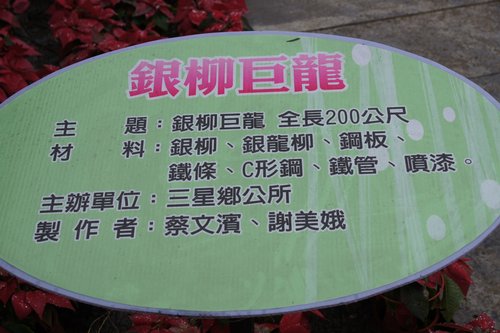 銀柳巨龍
主　　題：銀柳巨龍 全長200公尺
材　　料：銀柳、銀龍柳、鋼板、
鐵條、C形鋼、鐵管、噴漆。
主辦單位：三星鄉公所
製 作 者：蔡文濱、謝美娥